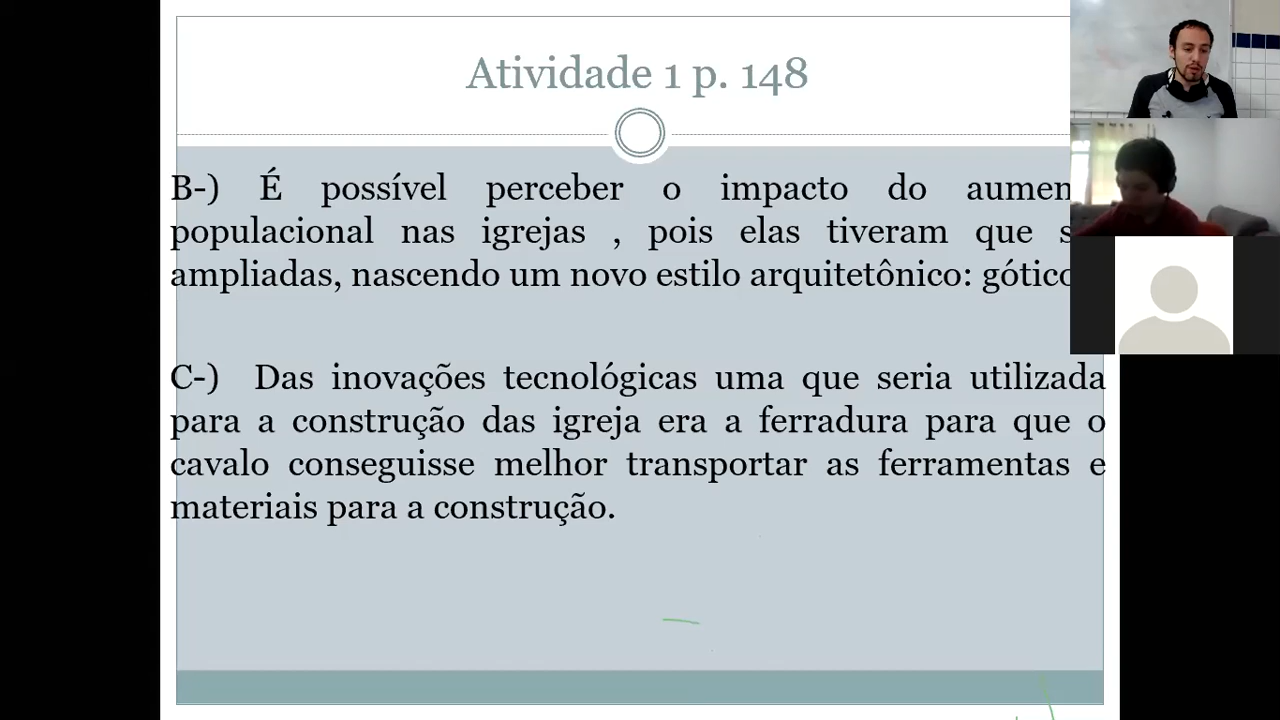 Atividade 1 p. 148
B-) É possível perceber o impacto do
populacional nas igrejas , pois elas tiveram que
ampliadas, nascendo um novo estilo arquitetônico: gótico
C-) Das inovações tecnológicas uma que seria utilizada
para a construção das igreja era a ferradura para que o
cavalo conseguisse melhor transportar as ferramentas e
materiais para a construção.